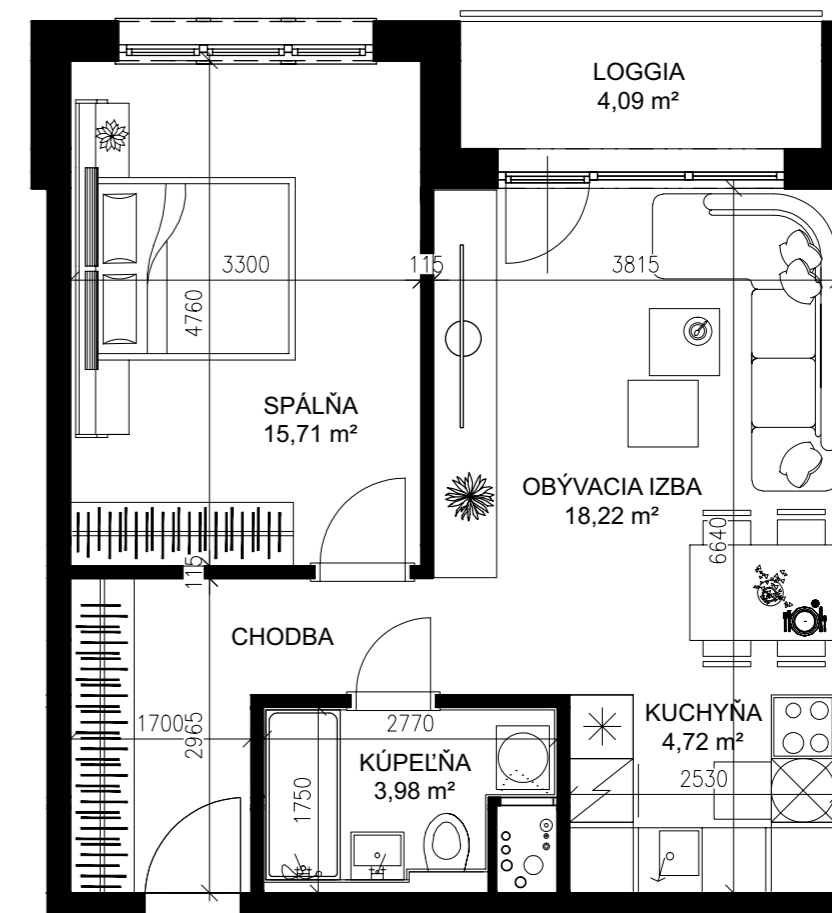 LOGGIA
4,09 m²
3300
115
3815
4760
SPÁLŇA
15,71 m²
OBÝVACIA IZBA
18,22 m²
6640
115
CHODBA
1700
2965
2770
KUCHYŇA
4,72 m²
KÚPEĽŇA
3,98 m²
1750
2530